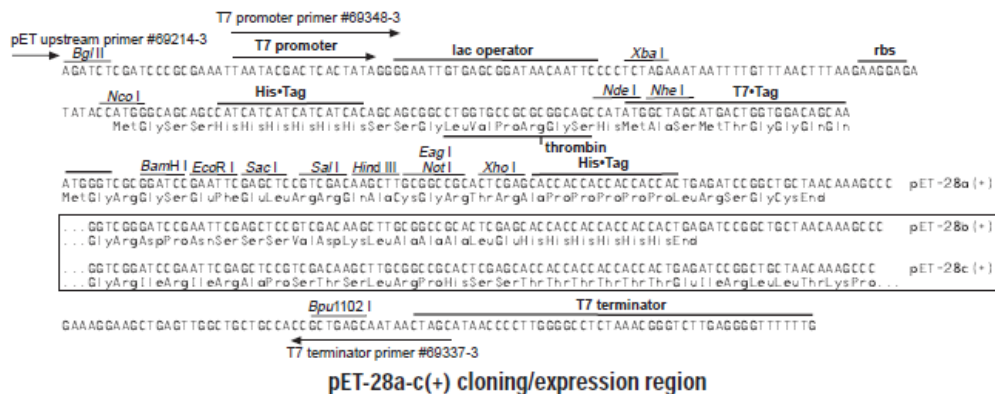 T7 promoter primer #69348-3
pET upstream primer #69214-3
Bgl II T7 promoter lac operator Xba I rbs
AGATCTCGATCCCGCGAAATTAATACGACTCACTATAGGGGAATTGTGAGCGGATAACAATTCCCCTCTAGAAATAATTTTGTTTAACTTTAAGAAGGAGA
Nco I His•Tag Nde I Nhe I T7•Tag
TATACCATGGGCAGCAGCCATCATCATCATCATCACAGCAGCGGCCTGGTGCCGCGCGGCAGCCATATGGCTAGCATGACTGGTGGACAGCAA
MetGlySerSerHisHisHisHisHisHisSerSerGlyLeuValProArgGlySerHisMetAlaSerMetThrGlyGlyGlnGln
thrombin
BamH I EcoR I Sac I Sal I Hind III Eag I Not I Xho I His•Tag
ATGGGTCGCGGATCCGAATTCGAGCTCCGTCGACAAGCTTGCGGCCGCACTCGAGCACCACCACCACCACCACTGAGATCCGGCTGCTAACAAAGCCC pET-28a(+)
MetGlyArgGlySerGluPheGluLeuArgArgGlnAlaCysGlyArgThrArgAlaProProProProProProLeuArgSerGlyCysEnd
...GGTCGGGATCCGAATTCGAGCTCCGTCGACAAGCTTGCGGCCGCACTCGAGCACCACCACCACCACCACTGAGATCCGGCTGCTAACAAAGCCC pET-28b(+)
...GlyArgAspProAsnSerSerSerValAspLysLeuAlaAlaAlaLeuGluHisHisHisHisHisHisEnd
...GGTCGGATCCGAATTCGAGCTCCGTCGACAAGCTTGCGGCCGCACTCGAGCACCACCACCACCACCACTGAGATCCGGCTGCTAACAAAGCCC pET-28c(+)
...GlyArgIleArgIleArgAlaProSerThrSerLeuArgProHisSerSerThrThrThrThrThrThrGluIleArgLeuLeuThrLysPro...
Bpu1102 I T7 terminator
GAAAGGAAGCTGAGTTGGCTGCTGCCACCGCTGAGCAATAACTAGCATAACCCCTTGGGGCCTCTAAACGGGTCTTGAGGGGTTTTTTG
T7 terminator primer #69337-3
pET-28a-c(+) cloning/expression region